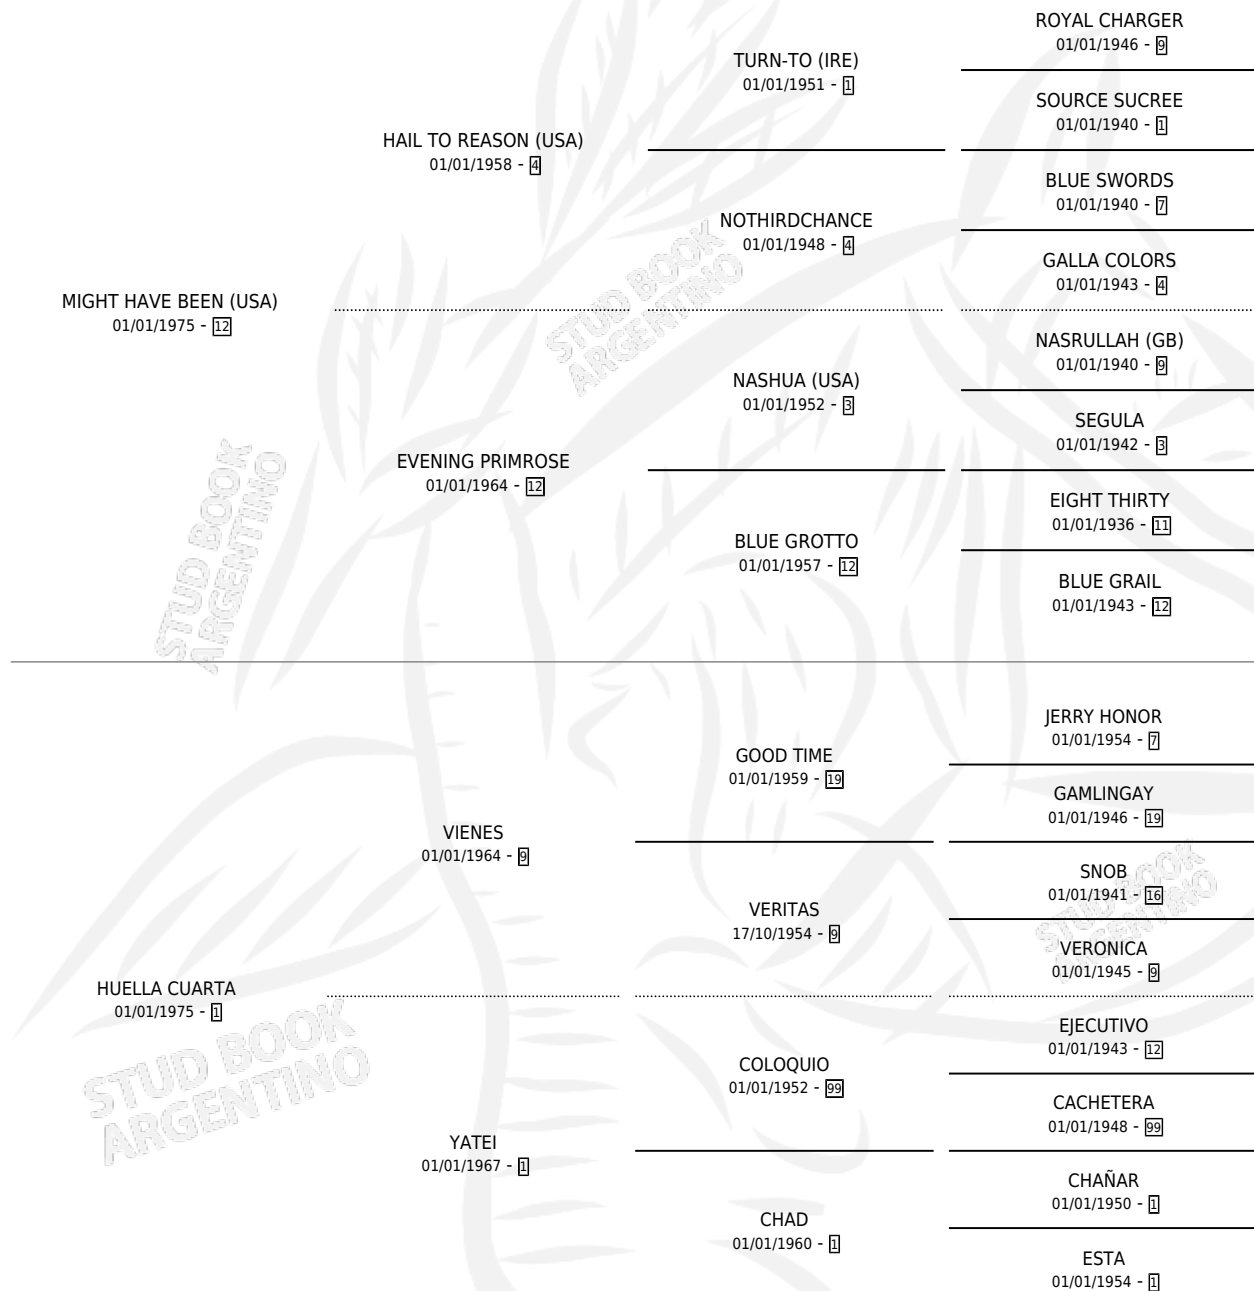 ROYAL CHARGER
01/01/1946 - 9
TURN-TO (IRE)
01/01/1951 - 1
SOURCE SUCREE
01/01/1940 - 1
HAIL TO REASON (USA)
01/01/1958 - 4
BLUE SWORDS
01/01/1940 - 7
NOTHIRDCHANCE
01/01/1948 - 4
GALLA COLORS
01/01/1943 - 4
MIGHT HAVE BEEN (USA)
01/01/1975 - 12
NASRULLAH (GB)
01/01/1940 - 9
NASHUA (USA)
01/01/1952 - 3
SEGULA
01/01/1942 - 3
EVENING PRIMROSE
01/01/1964 - 12
EIGHT THIRTY
01/01/1936 - 11
BLUE GROTTO
01/01/1957 - 12
BLUE GRAIL
01/01/1943 - 12
JERRY HONOR
01/01/1954 - 7
GOOD TIME
01/01/1959 - 19
GAMLINGAY
01/01/1946 - 19
VIENES
01/01/1964 - 9
SNOB
01/01/1941 - 16
VERITAS
17/10/1954 - 9
VERONICA
01/01/1945 - 9
HUELLA CUARTA
01/01/1975 - 1
EJECUTIVO
01/01/1943 - 12
COLOQUIO
01/01/1952 - 99
CACHETERA
01/01/1948 - 99
YATEI
01/01/1967 - 1
CHAÑAR
01/01/1950 - 1
CHAD
01/01/1960 - 1
ESTA
01/01/1954 - 1
STUD BOOK
ARGENTINO
STUD BOOK
ARGENTINO
STUD BOOK
ARGENTINO
STUD BOOK
ARGENTINO